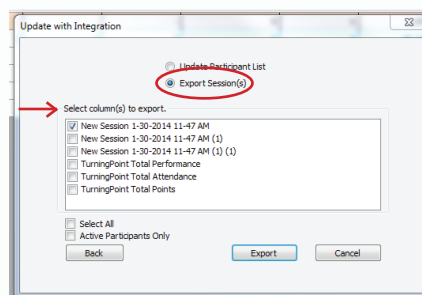 Update with Integration
Update Participant List
Export Session(s)
Select column(s) to export.
New Session 1-30-2014 11-47 AM
New Session 1-30-2014 11-47 AM (1)
New Session 1-30-2014 11-47 AM (1) (1)
TurningPoint Total Performance
TurningPoint Total Attendance
TurningPoint Total Points
Select All
Active Participants Only
Back Export Cancel